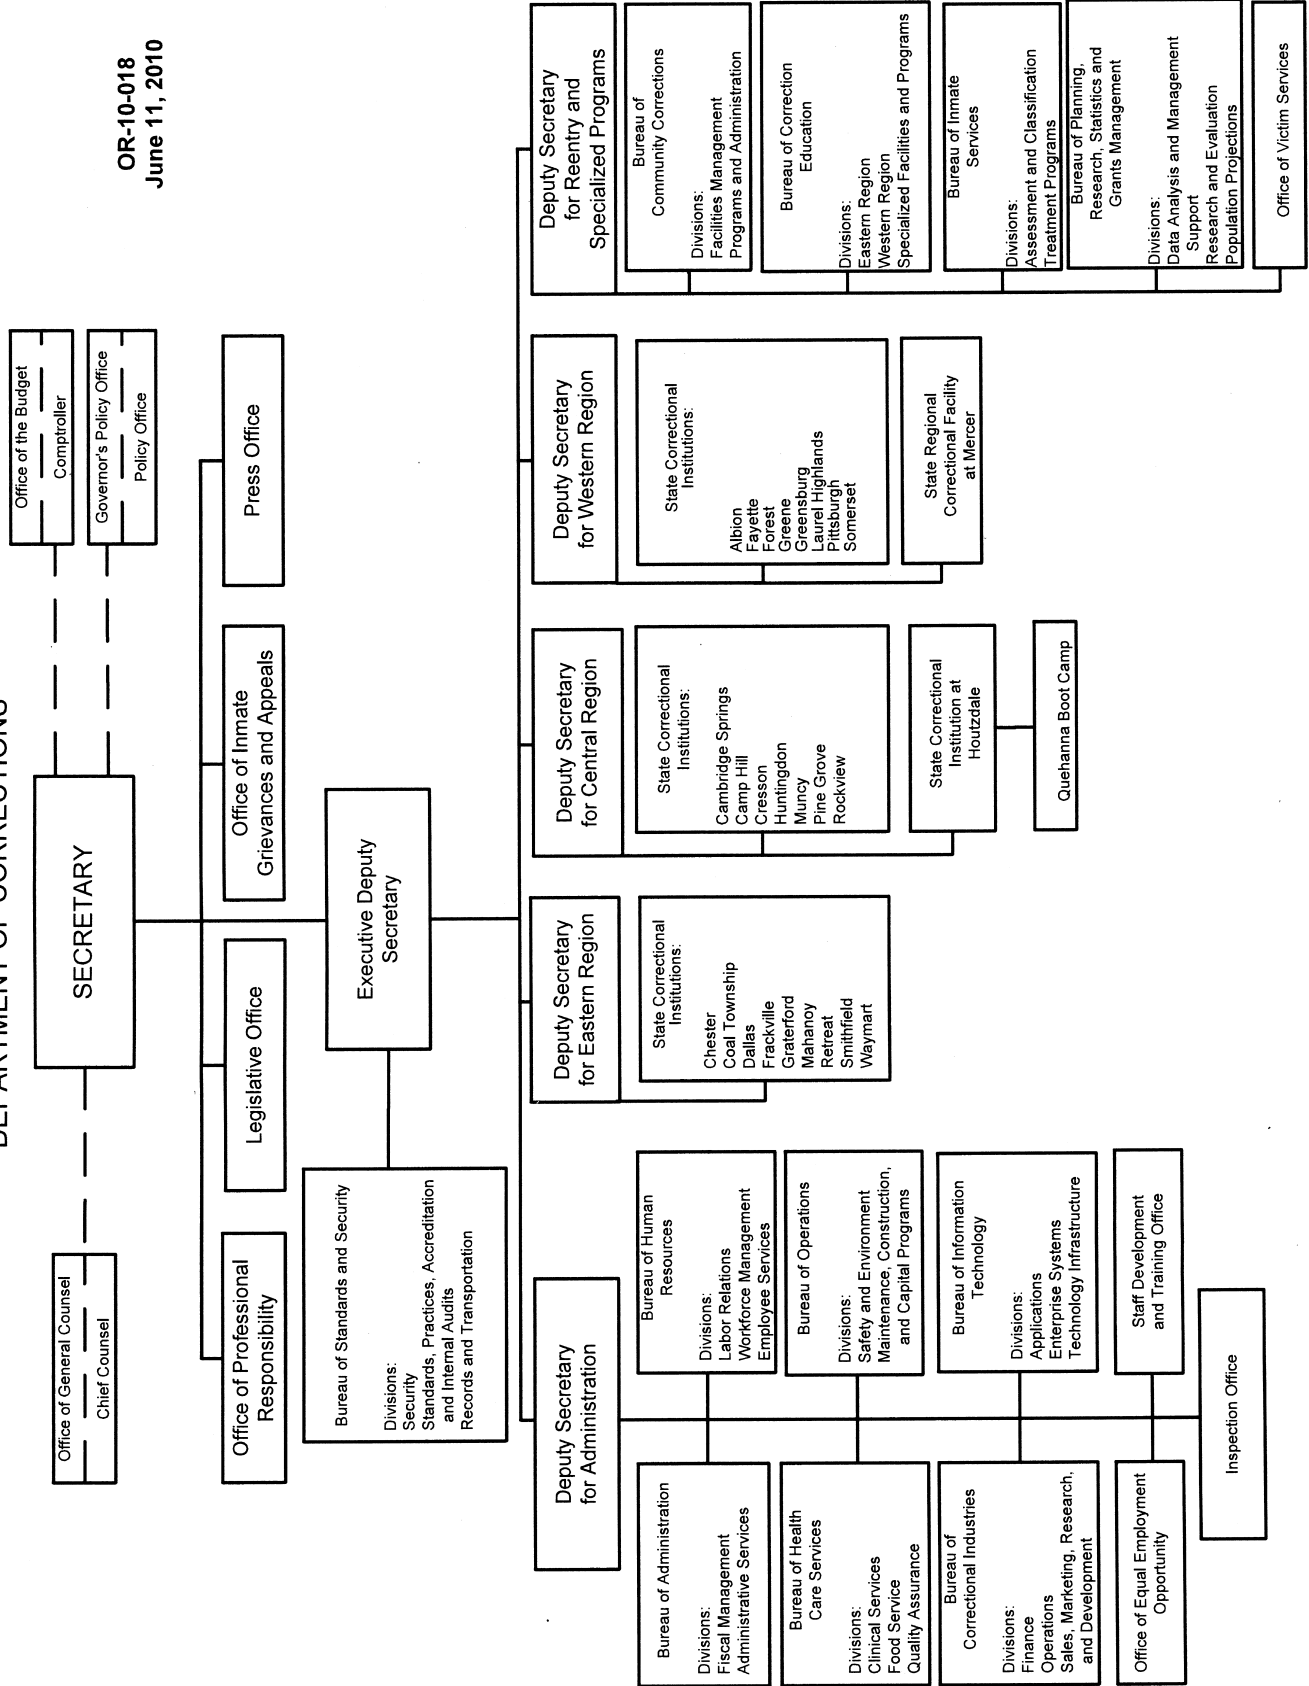 DEPARTMENT OF CORRECTIONS
OR-10-018
June 11, 2010
Office of General Counsel
Chief Counsel
SECRETARY
Office of the Budget
Comptroller
Governor's Policy Office
Policy Office
Office of Professional
Responsibility
Legislative Office
Office of Inmate
Grievances and Appeals
Press Office
Bureau of Standards and Security
Divisions:
Security
Standards, Practices, Accreditation
and Internal Audits
Records and Transportation
Executive Deputy
Secretary
Deputy Secretary
for Administration
Bureau of Administration
Divisions:
Fiscal Management
Administrative Services
Bureau of Human
Resources
Divisions:
Labor Relations
Workforce Management
Employee Services
Bureau of Health
Care Services
Divisions:
Clinical Services
Food Service
Quality Assurance
Bureau of Operations
Divisions:
Safety and Environment
Maintenance, Construction,
and Capital Programs
Bureau of
Correctional Industries
Divisions:
Finance
Operations
Sales, Marketing, Research,
and Development
Bureau of Information
Technology
Divisions:
Applications
Enterprise Systems
Technology Infrastructure
Office of Equal Employment
Opportunity
Staff Development
and Training Office
Inspection Office
Deputy Secretary
for Eastern Region
State Correctional
Institutions:
Chester
Coal Township
Dallas
Frackville
Graterford
Mahanoy
Retreat
Smithfield
Waymart
Deputy Secretary
for Central Region
State Correctional
Institutions:
Cambridge Springs
Camp Hill
Cresson
Huntingdon
Muncy
Pine Grove
Rockview
State Correctional
Institution at
Houtzdale
Quehanna Boot Camp
Deputy Secretary
for Western Region
State Correctional
Institutions:
Albion
Fayette
Forest
Greene
Greensburg
Laurel Highlands
Pittsburgh
Somerset
State Regional
Correctional Facility
at Mercer
Deputy Secretary
for Reentry and
Specialized Programs
Bureau of
Community Corrections
Divisions:
Facilities Management
Programs and Administration
Bureau of Correction
Education
Divisions:
Eastern Region
Western Region
Specialized Facilities and Programs
Bureau of Inmate
Services
Divisions:
Assessment and Classification
Treatment Programs
Bureau of Planning,
Research, Statistics and
Grants Management
Divisions:
Data Analysis and Management
Support
Research and Evaluation
Population Projections
Office of Victim Services